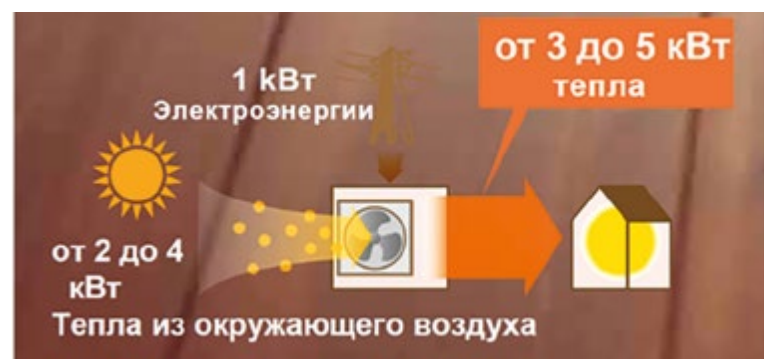 от 3 до 5 кВт
тепла
1 кВт
Электроэнергии
от 2 до 4
кВт
Тепла из окружающего воздуха